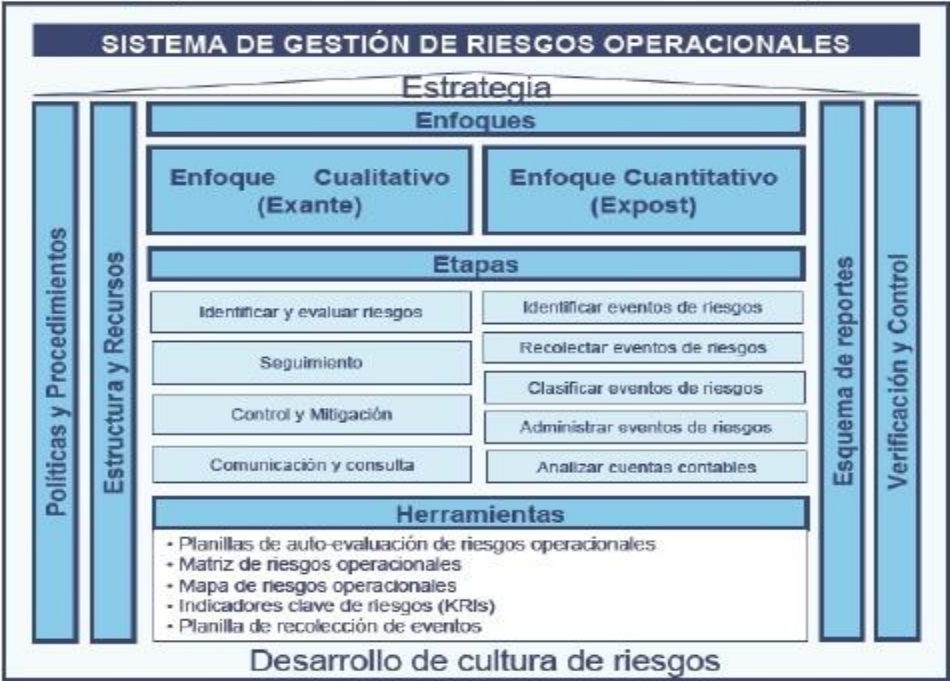 SISTEMA DE GESTIÓN DE RIESGOS OPERACIONALES
Estrategia
Políticas y Procedimientos
Estructura y Recursos
Enfoques
Enfoque Cualitativo
(Exante)
Enfoque Cuantitativo
(Expost)
Etapas
Identificar y evaluar riesgos
Seguimiento
Control y Mitigación
Comunicación y consulta
Identificar eventos de riesgos
Recolectar eventos de riesgos
Clasificar eventos de riesgos
Administrar eventos de riesgos
Analizar cuentas contables
Herramientas
• Planillas de auto-evaluación de riesgos operacionales
• Matriz de riesgos operacionales
• Mapa de riesgos operacionales
• Indicadores clave de riesgos (KRIs)
• Planilla de recolección de eventos
Esquema de reportes
Verificación y Control
Desarrollo de cultura de riesgos